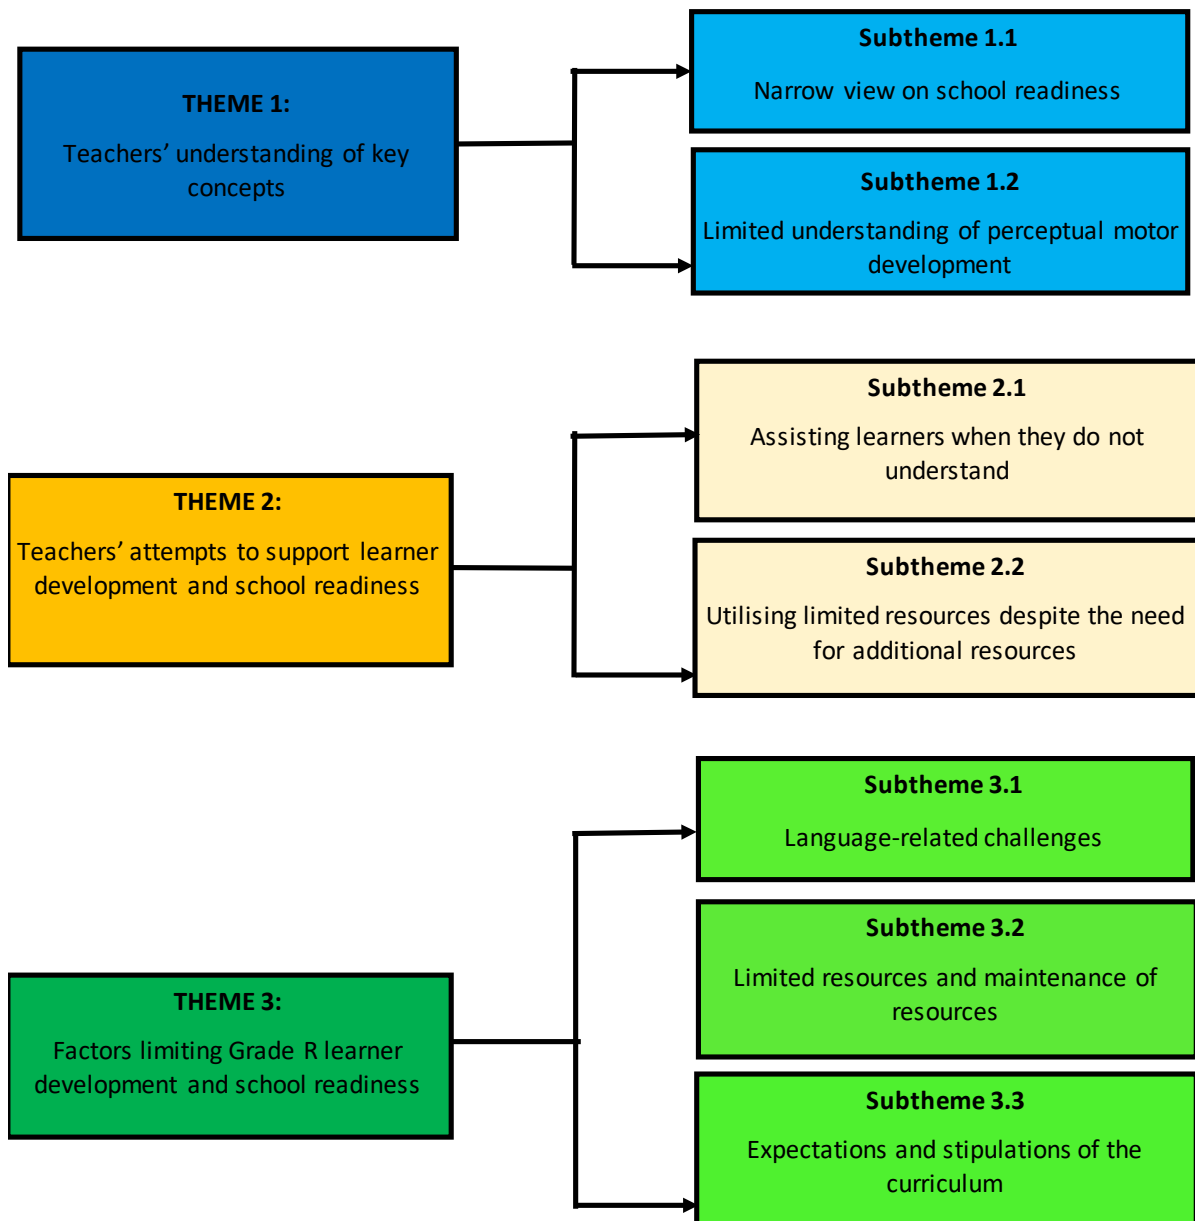 THEME 1:
Teachers’ understanding of key
concepts
Subtheme 1.1
Narrow view on school readiness
Subtheme 1.2
Limited understanding of perceptual motor
development
THEME 2:
Teachers’ attempts to support learner
development and school readiness
Subtheme 2.1
Assisting learners when they do not
understand
Subtheme 2.2
Utilising limited resources despite the need
for additional resources
THEME 3:
Factors limiting Grade R learner
development and school readiness
Subtheme 3.1
Language-related challenges
Subtheme 3.2
Limited resources and maintenance of
resources
Subtheme 3.3
Expectations and stipulations of the
curriculum